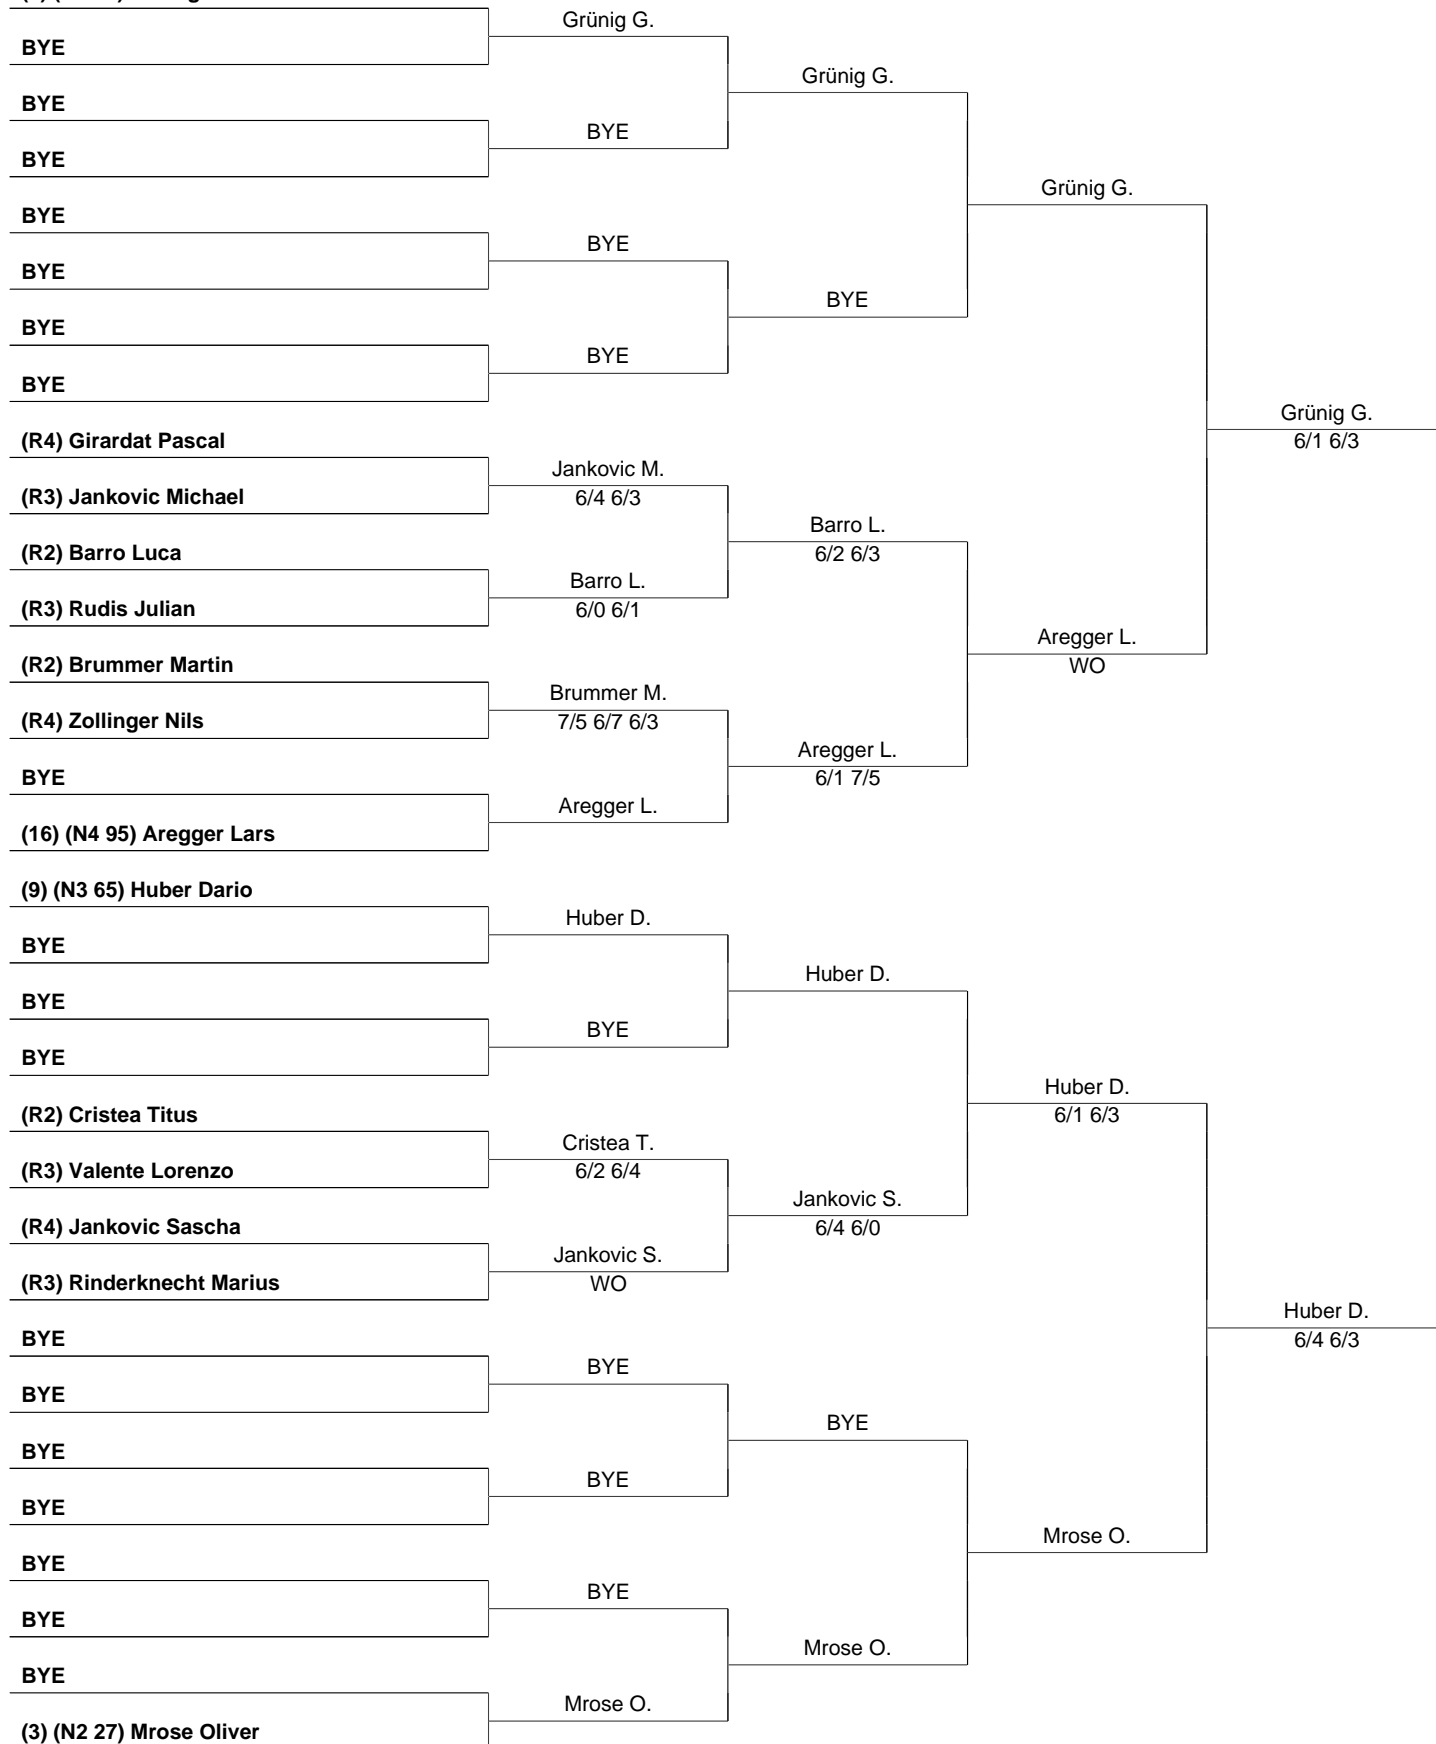 Grünig G.
BYE
Grünig G.
BYE
BYE
BYE
Grünig G.
BYE
BYE
BYE
BYE
BYE
BYE
BYE
Grünig G.
6/1 6/3
(R4) Girardat Pascal
Jankovic M.
(R3) Jankovic Michael
6/4 6/3
Barro L.
(R2) Barro Luca
6/2 6/3
Barro L.
(R3) Rudis Julian
6/0 6/1
Aregger L.
(R2) Brummer Martin
WO
Brummer M.
(R4) Zollinger Nils
7/5 6/7 6/3
Aregger L.
BYE
6/1 7/5
Aregger L.
(16) (N4 95) Aregger Lars
(9) (N3 65) Huber Dario
Huber D.
BYE
Huber D.
BYE
BYE
BYE
Huber D.
(R2) Cristea Titus
6/1 6/3
Cristea T.
(R3) Valente Lorenzo
6/2 6/4
Jankovic S.
(R4) Jankovic Sascha
6/4 6/0
Jankovic S.
(R3) Rinderknecht Marius
WO
Huber D.
BYE
6/4 6/3
BYE
BYE
BYE
BYE
BYE
BYE
Mrose O.
BYE
BYE
BYE
Mrose O.
BYE
Mrose O.
(3) (N2 27) Mrose Oliver